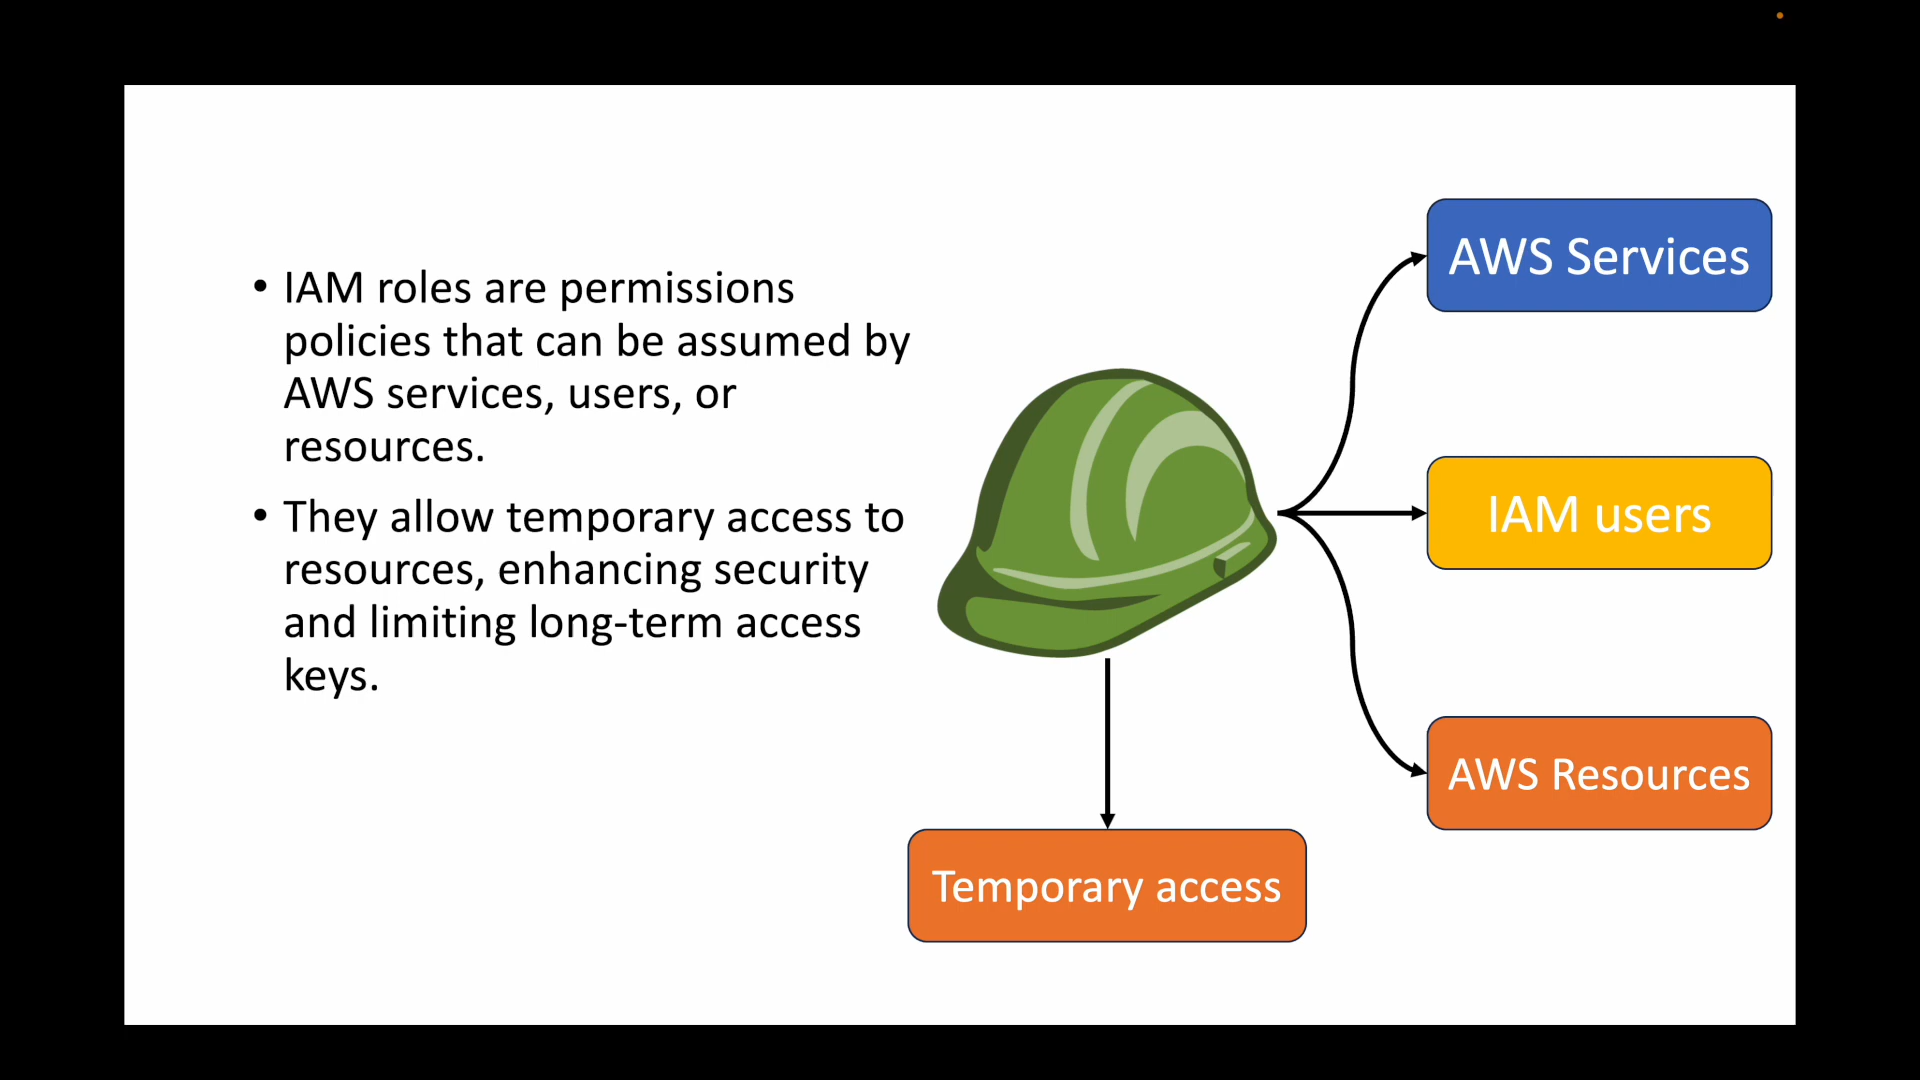 • IAM roles are permissions
policies that can be assumed by
AWS services, users, or
resources.
• They allow temporary access to
resources, enhancing security
and limiting long-term access
keys.
AWS Services
IAM users
AWS Resources
Temporary access